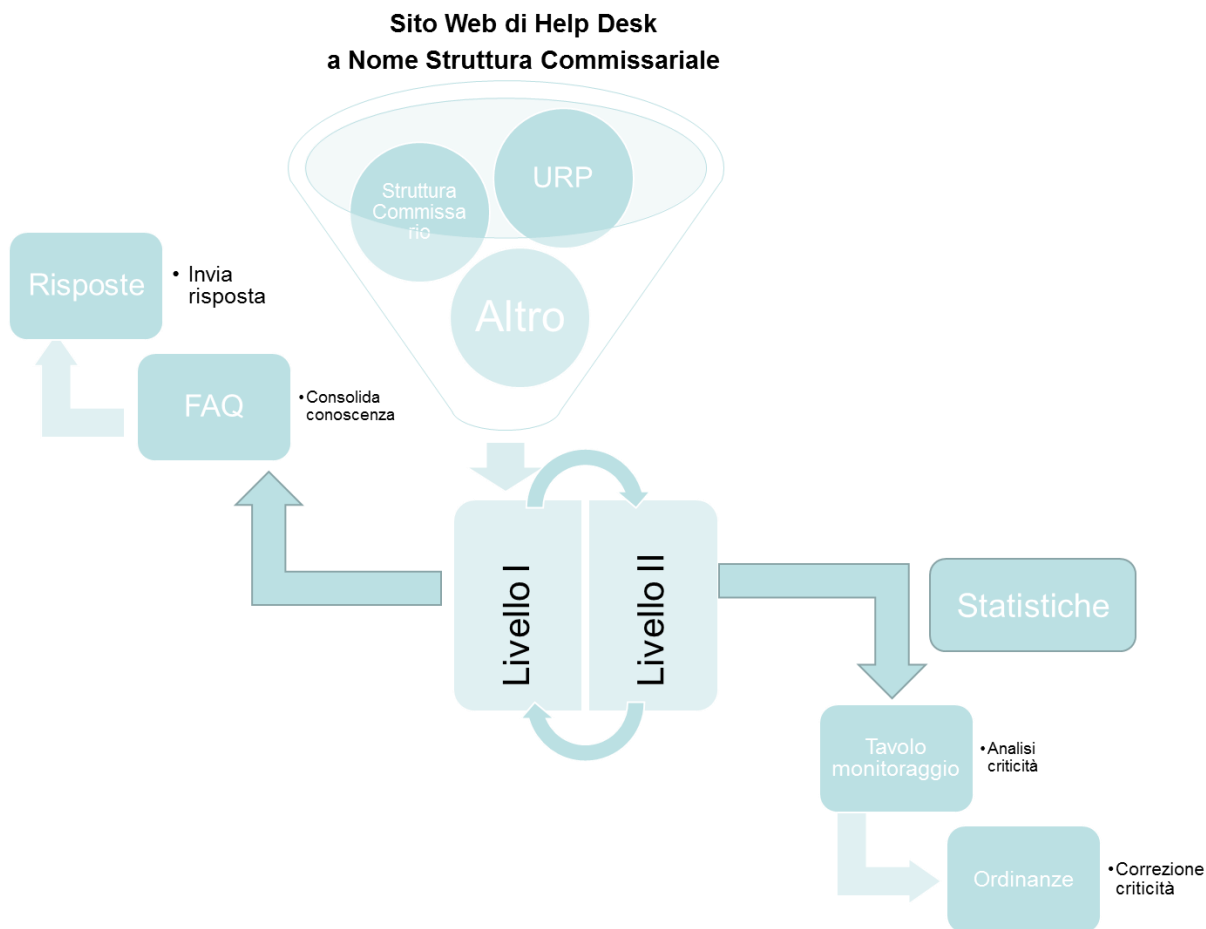 Sito Web di Help Desk
a Nome Struttura Commissariale
URP
Struttura
Commissa
rio
Altro
Risposte
• Invia
risposta
FAQ
•Consolida
conoscenza
Livello I
Livello II
Statistiche
Tavolo
monitoraggio
•Analisi
criticità
Ordinanze
•Correzione
criticità